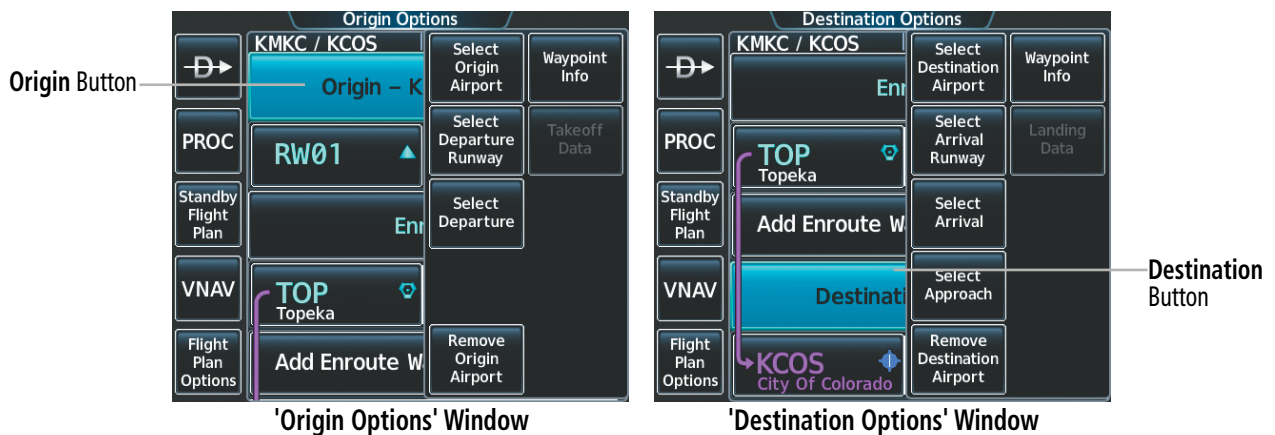 Origin Options
KMKC / KCOS
Origin – K
RW01
Enr
TOP
Topeka
Add Enroute W
PROC
Standby
Flight
Plan
VNAV
Flight
Plan
Options
Select
Origin
Airport
Waypoint
Info
Select
Departure
Runway
Takeoff
Data
Select
Departure
Remove
Origin
Airport
Origin Button
'Origin Options' Window
Destination Options
KMKC / KCOS
Enr
TOP
Topeka
Add Enroute W
Destinati
KCOS
City Of Colorado
D
PROC
Standby
Flight
Plan
VNAV
Flight
Plan
Options
Select
Destination
Airport
Waypoint
Info
Select
Arrival
Runway
Landing
Data
Select
Arrival
Select
Approach
Remove
Destination
Airport
Destination
Button
'Destination Options' Window